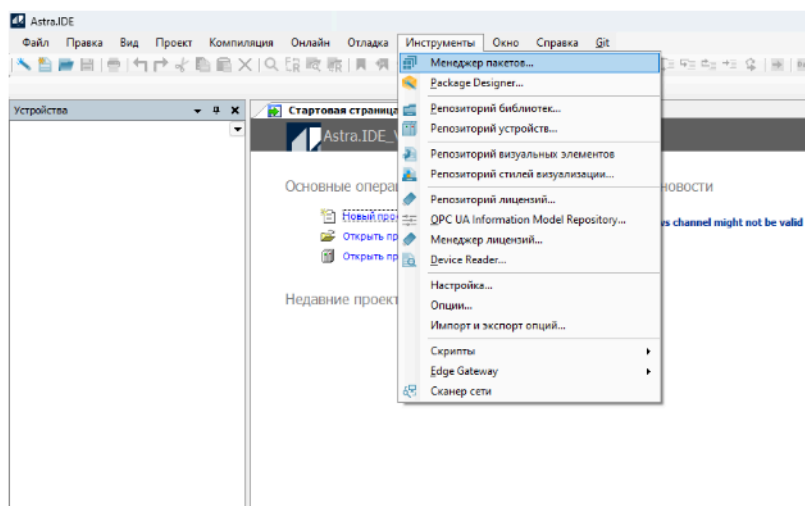 Astra.IDE
Файл Правка Вид Проект Компиляция Онлайн Отладка Инструменты Окно Справка Git
Менеджер пакетов...
Package Designer...
Устройства
Стартовая страница
Репозиторий библиотек...
Репозиторий устройств...
Astra.IDE_
Репозиторий визуальных элементов
Репозиторий стилей визуализации...
Основные опера
новости
Репозиторий лицензий...
Новый про
OPC UA Information Model Repository...
vs channel might not be valid
Открыть пр
Менеджер лицензий...
Открыть пр
Device Reader...
Настройка...
Недавние проект
Опции...
Импорт и экспорт опций...
Скрипты
Edge Gateway
Сканер сети